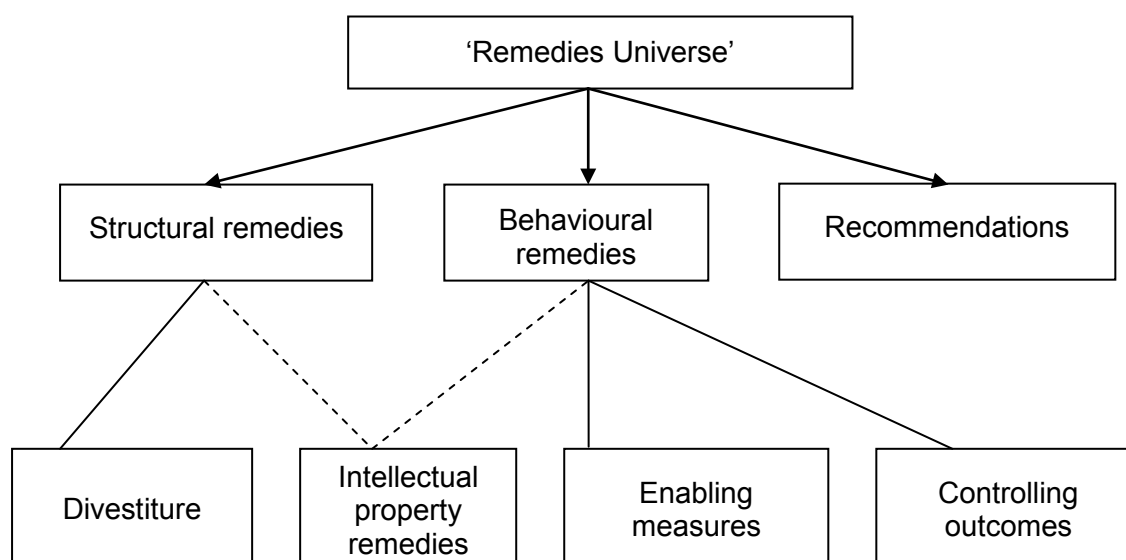 ‘Remedies Universe’
Structural remedies
Behavioural
remedies
Recommendations
Divestiture
Intellectual
property
remedies
Enabling
measures
Controlling
outcomes